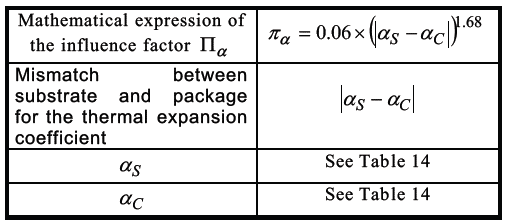 Mathematical expression of
the influence factor Π_α
π_α = 0.06×(|α_S − α_C|)^1.68
Mismatch between
substrate and package
for the thermal expansion
coefficient
|α_S − α_C|
α_S
See Table 14
α_C
See Table 14